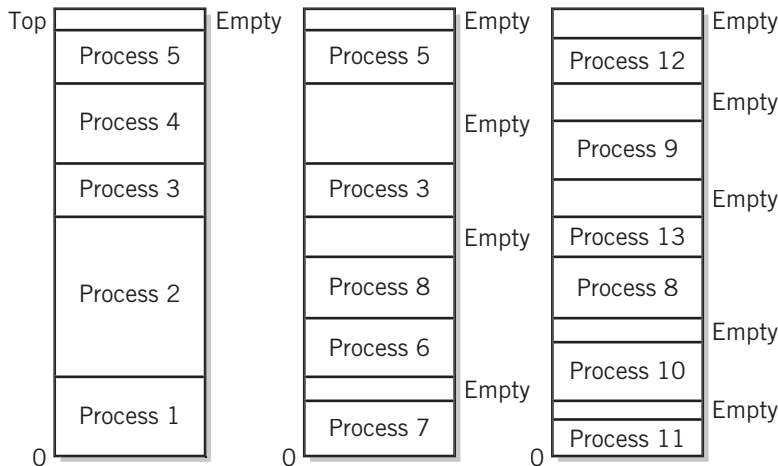 Top
Empty
Process 5
Process 4
Process 3
Process 2
Process 1
0
Empty
Process 5
Empty
Process 3
Empty
Process 8
Process 6
Empty
Process 7
0
Empty
Process 12
Empty
Process 9
Empty
Process 13
Process 8
Empty
Process 10
Empty
Process 11
0